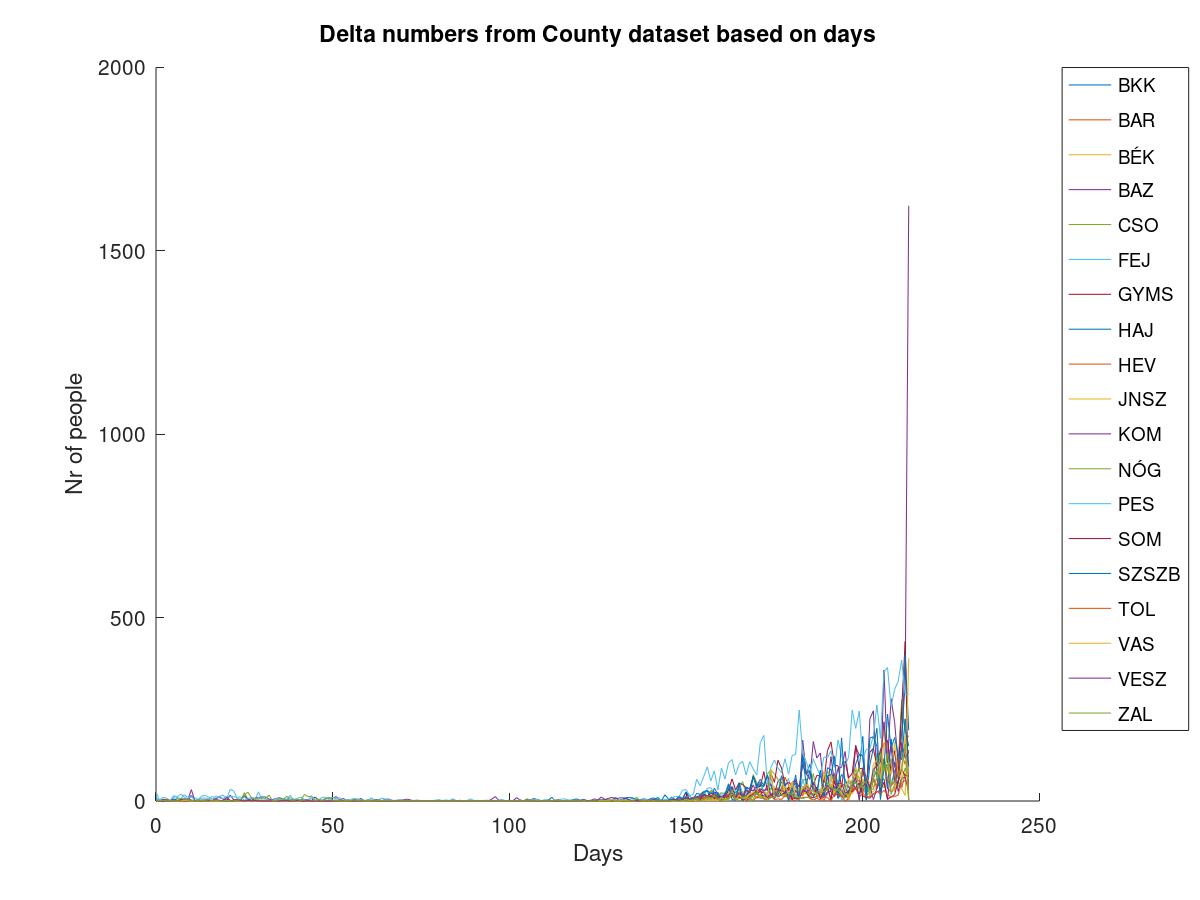 Delta numbers from County dataset based on days
2000
1500
1000
500
0
Nr of people
0 50 100 150 200 250
Days
BKK
BAR
BÉK
BAZ
CSO
FEJ
GYMS
HAJ
HEV
JNSZ
KOM
NÓG
PES
SOM
SZSZB
TOL
VAS
VESZ
ZAL